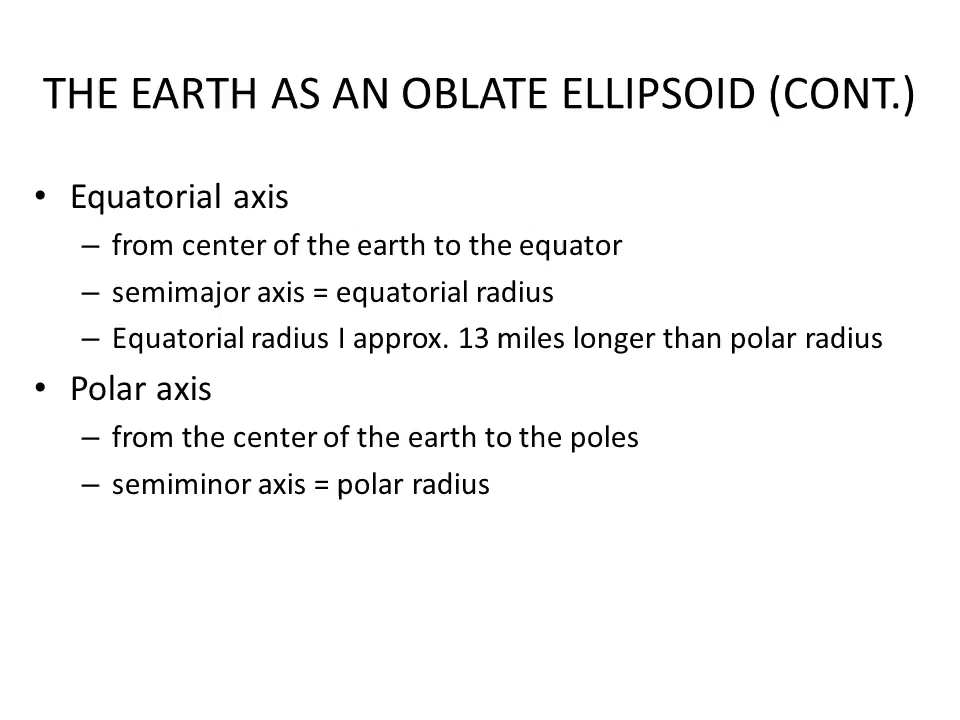 THE EARTH AS AN OBLATE ELLIPSOID (CONT.)
• Equatorial axis
– from center of the earth to the equator
– semimajor axis = equatorial radius
– Equatorial radius I approx. 13 miles longer than polar radius
• Polar axis
– from the center of the earth to the poles
– semiminor axis = polar radius